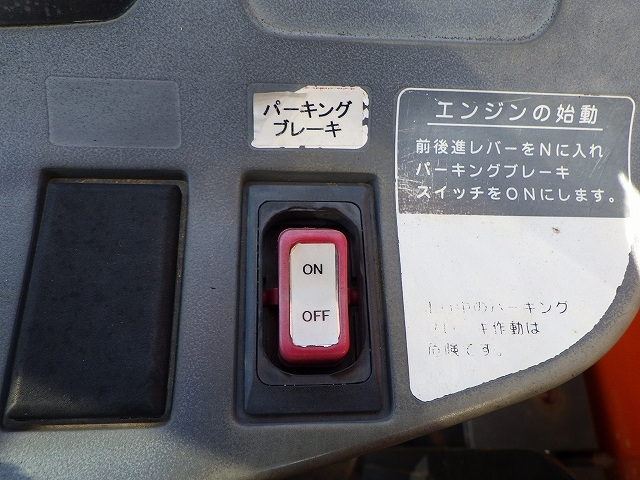 パーキング
ブレーキ
ON
OFF
エンジンの始動
前後進レバーをNに入れ
パーキングブレーキ
スイッチをONにします。
パーキング
キ作動は
危険です。